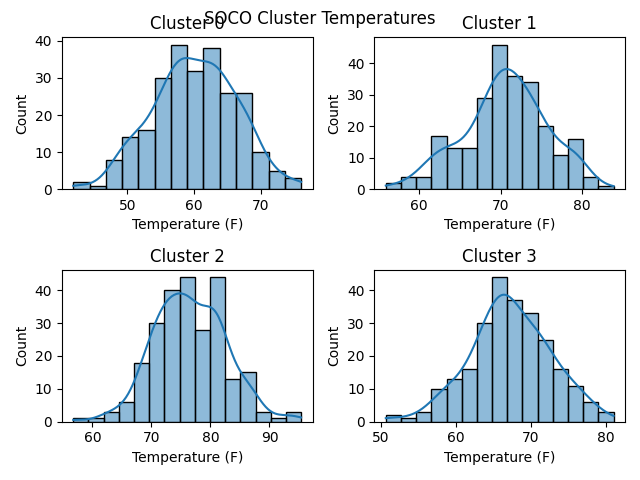 SOCO Cluster Temperatures
Cluster 0
Count
40
30
20
10
0
50 60 70
Temperature (F)
Cluster 1
Count
40
30
20
10
0
60 70 80
Temperature (F)
Cluster 2
Count
40
30
20
10
0
60 70 80 90
Temperature (F)
Cluster 3
Count
40
30
20
10
0
50 60 70 80
Temperature (F)